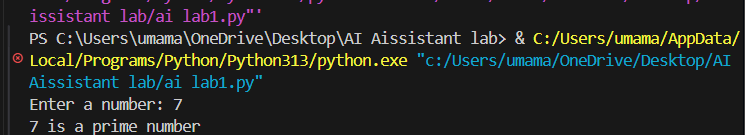 issistant lab/ai lab1.py"'
PS C:\Users\umama\OneDrive\Desktop\AI Aissistant lab> & C:/Users/umama/AppData/
Local/Programs/Python/Python313/python.exe "c:/Users/umama/OneDrive/Desktop/AI
Aissistant lab/ai lab1.py"
Enter a number: 7
7 is a prime number